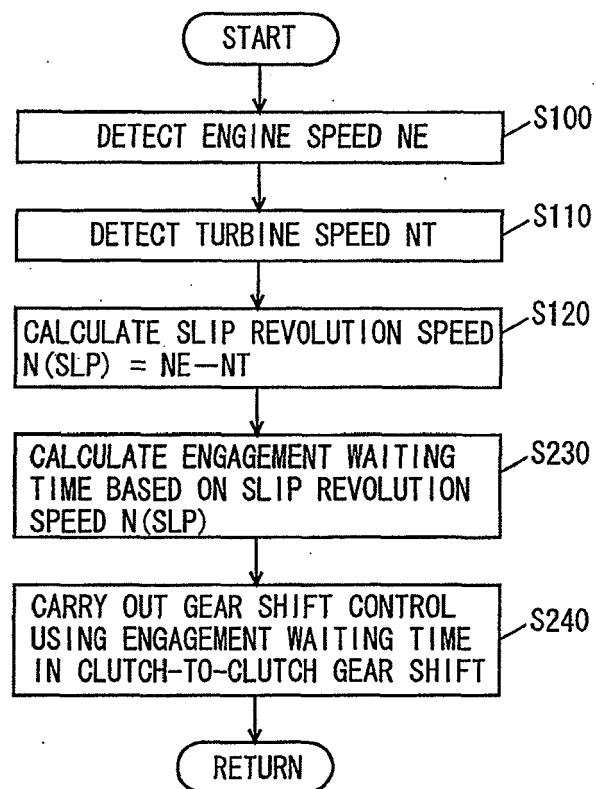 START
DETECT ENGINE SPEED NE
S100
DETECT TURBINE SPEED NT
S110
CALCULATE SLIP REVOLUTION SPEED
N(SLP) = NE—NT
S120
CALCULATE ENGAGEMENT WAITING
TIME BASED ON SLIP REVOLUTION
SPEED N(SLP)
S230
CARRY OUT GEAR SHIFT CONTROL
USING ENGAGEMENT WAITING TIME
IN CLUTCH-TO-CLUTCH GEAR SHIFT
S240
RETURN